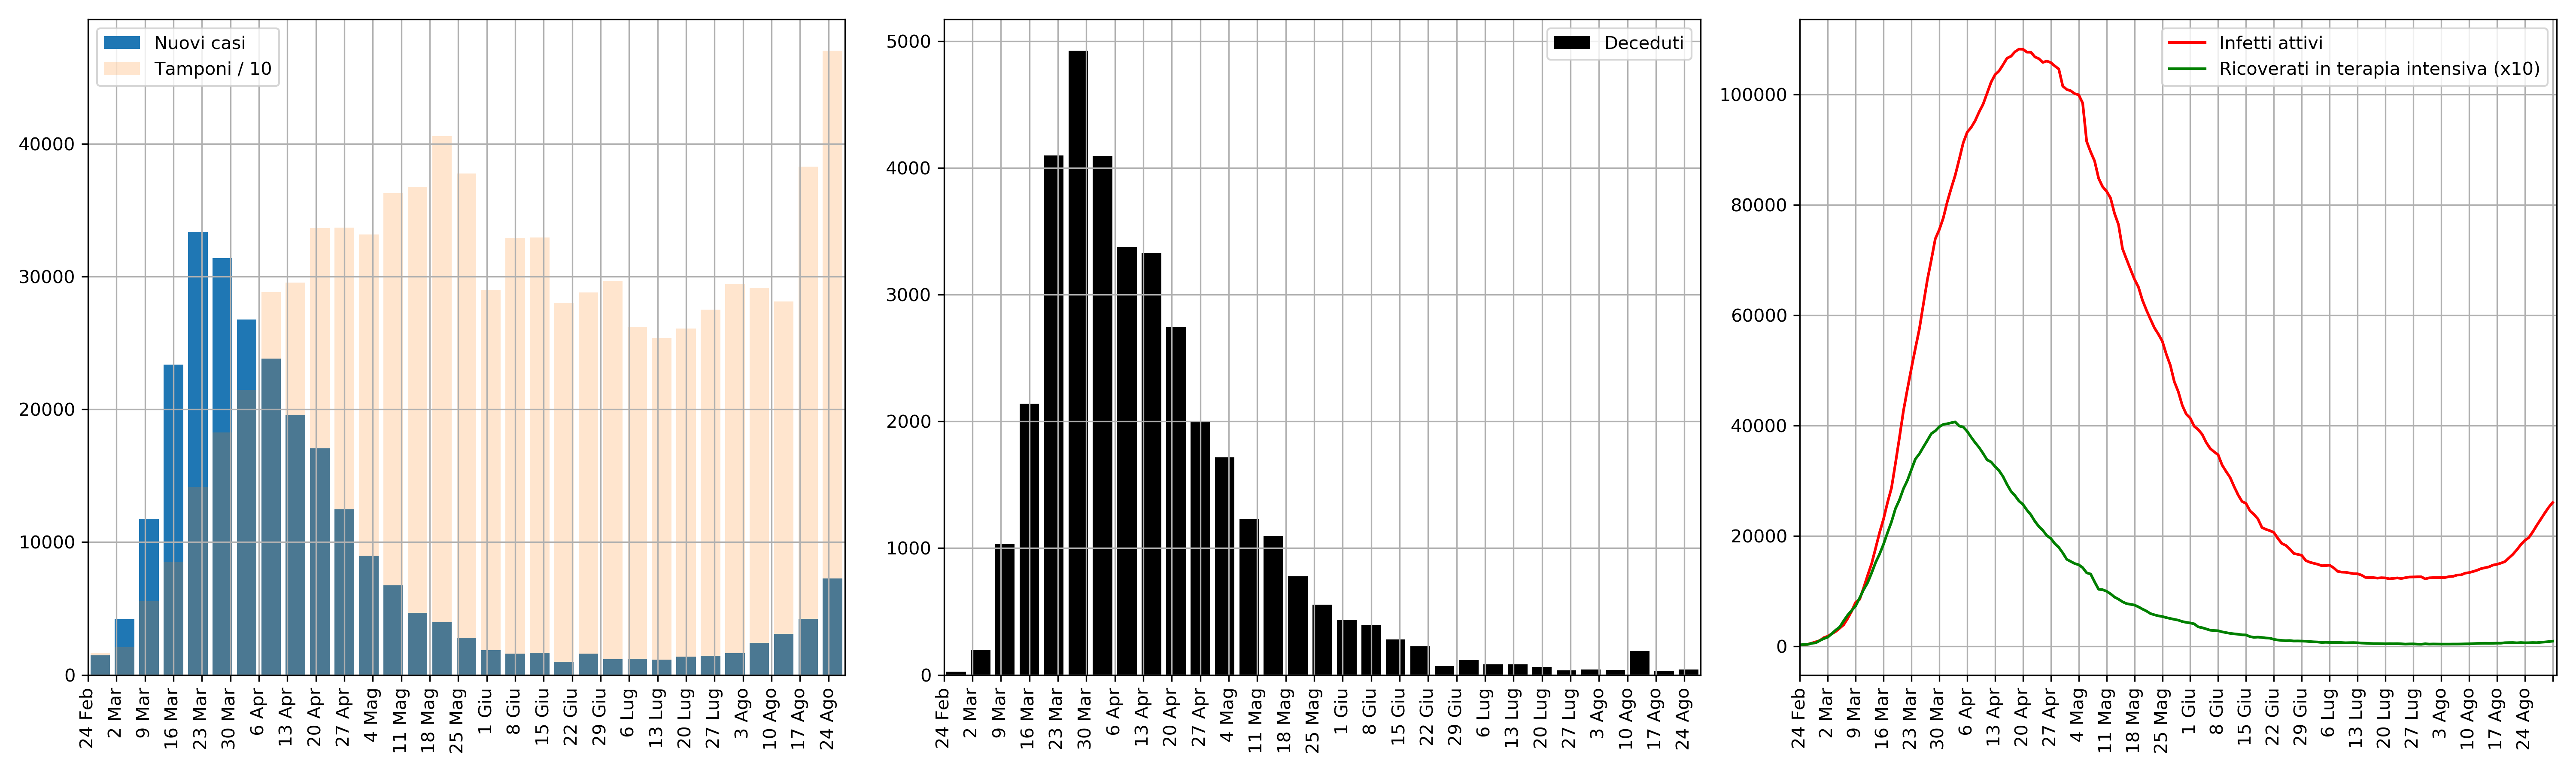 Nuovi casi
Tamponi / 10
40000
30000
20000
10000
0
24 Feb
2 Mar
9 Mar
16 Mar
23 Mar
30 Mar
6 Apr
13 Apr
20 Apr
27 Apr
4 Mag
11 Mag
18 Mag
25 Mag
1 Giu
8 Giu
15 Giu
22 Giu
29 Giu
6 Lug
13 Lug
20 Lug
27 Lug
3 Ago
10 Ago
17 Ago
24 Ago
Deceduti
5000
4000
3000
2000
1000
0
24 Feb
2 Mar
9 Mar
16 Mar
23 Mar
30 Mar
6 Apr
13 Apr
20 Apr
27 Apr
4 Mag
11 Mag
18 Mag
25 Mag
1 Giu
8 Giu
15 Giu
22 Giu
29 Giu
6 Lug
13 Lug
20 Lug
27 Lug
3 Ago
10 Ago
17 Ago
24 Ago
Infetti attivi
Ricoverati in terapia intensiva (x10)
100000
80000
60000
40000
20000
0
24 Feb
2 Mar
9 Mar
16 Mar
23 Mar
30 Mar
6 Apr
13 Apr
20 Apr
27 Apr
4 Mag
11 Mag
18 Mag
25 Mag
1 Giu
8 Giu
15 Giu
22 Giu
29 Giu
6 Lug
13 Lug
20 Lug
27 Lug
3 Ago
10 Ago
17 Ago
24 Ago